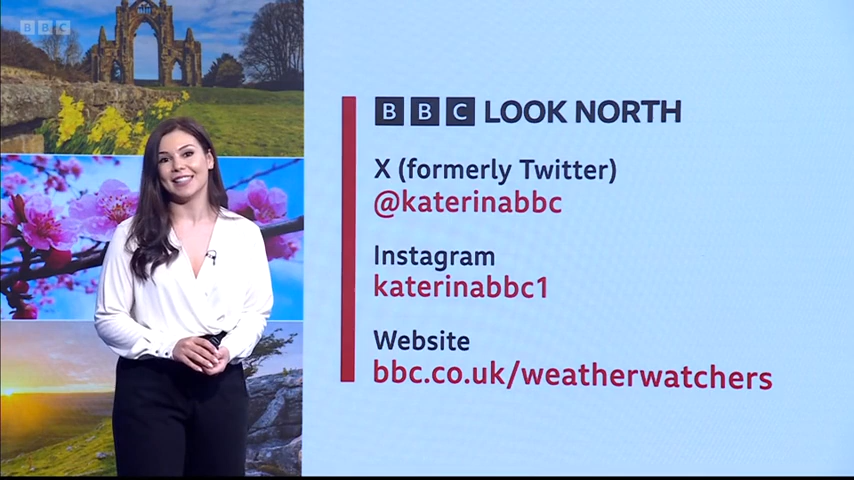 BBC
BBC LOOK NORTH
X (formerly Twitter)
@katerinabbc
Instagram
katerinabbc1
Website
bbc.co.uk/weatherwatchers